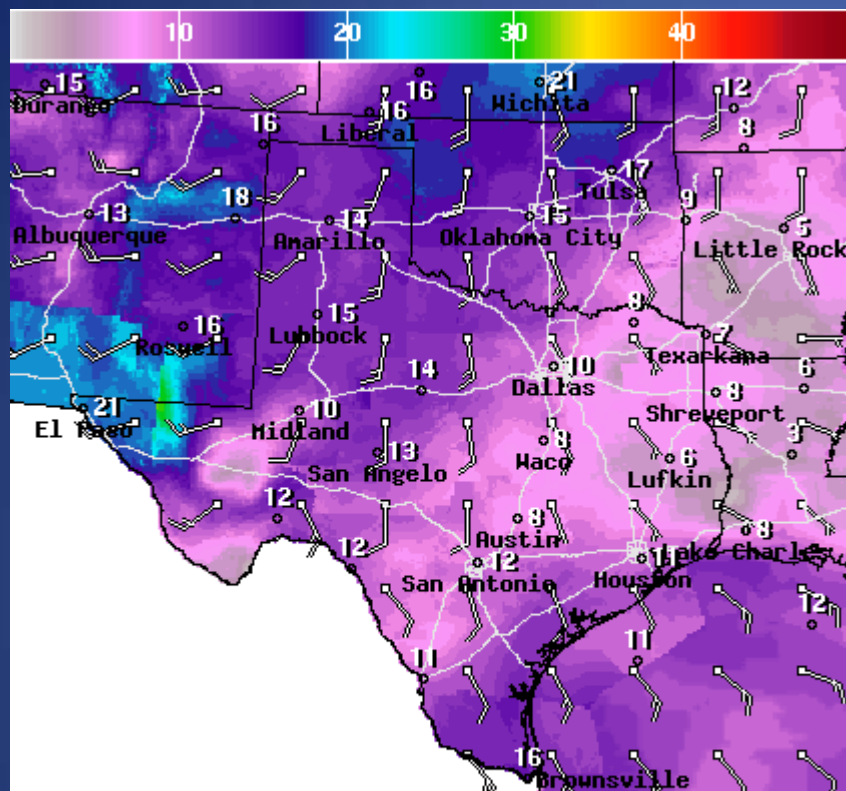 10 20 30 40
15 16 21 12
Durango Liberal 16 Wichita
16 8
17
Tulsa
13 18 14 15 9 5
Albuquerque Amarillo Oklahoma City Little Rock
16 15 8 7
Roswell Lubbock Texarkana
14 10 6
Dallas
21 10 8
El Paso Midland Shreveport
13 8 6 3
San Angelo Waco Lufkin
12 8 8
Austin Lake Charles
12 12 11
San Antonio Houston
12
11 11
16
Brownsville